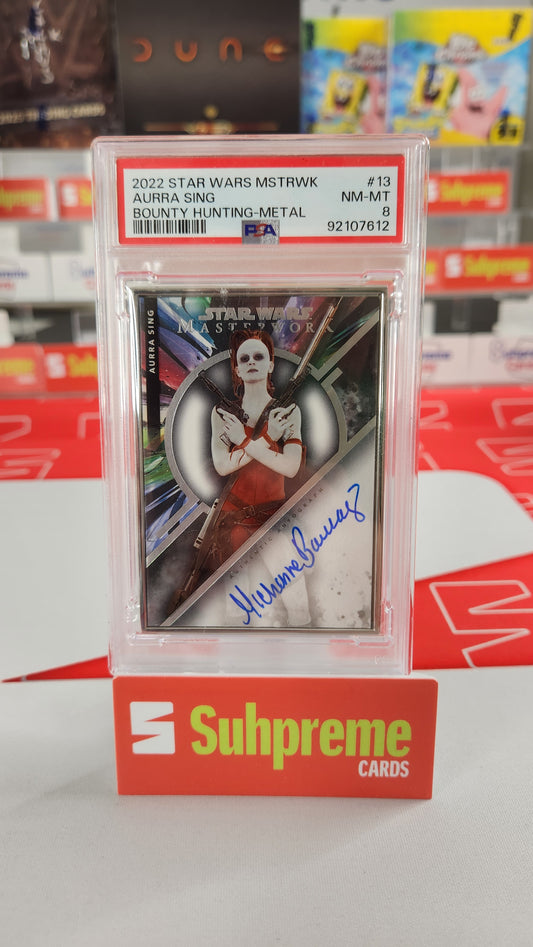 DUNE
2022 STAR WARS MSTRWK #13
AURRA SING NM-MT
BOUNTY HUNTING-METAL 8
PSA 92107612
STAR WARS
MASTERWORK
AURRA SING
AUTHENTIC AUTOGRAPH
Suhpreme
Suhpreme
CARDS